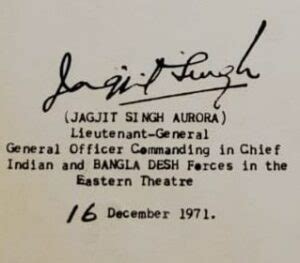 Jagjit Singh
(JAGJIT SINGH AURORA)
Lieutenant-General
General Officer Commanding in Chief
Indian and BANGLA DESH Forces in the
Eastern Theatre
16 December 1971.